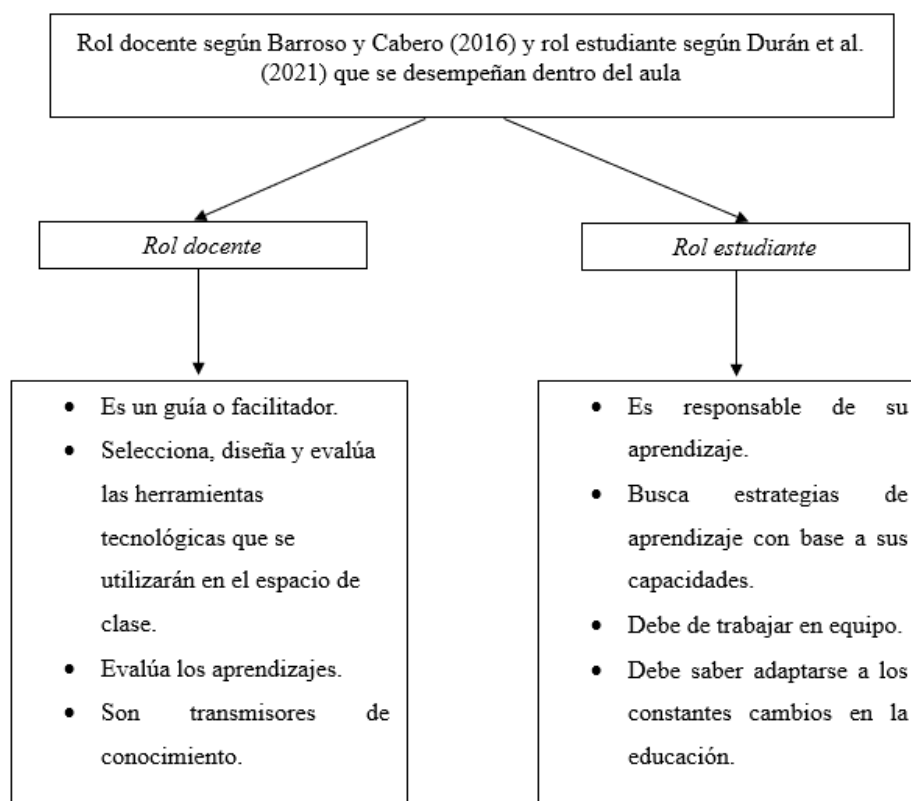 Rol docente según Barroso y Cabero (2016) y rol estudiante según Durán et al.
(2021) que se desempeñan dentro del aula
Rol docente
Rol estudiante
• Es un guía o facilitador.
• Selecciona, diseña y evalúa
las herramientas
tecnológicas que se
utilizarán en el espacio de
clase.
• Evalúa los aprendizajes.
• Son transmisores de
conocimiento.
• Es responsable de su
aprendizaje.
• Busca estrategias de
aprendizaje con base a sus
capacidades.
• Debe de trabajar en equipo.
• Debe saber adaptarse a los
constantes cambios en la
educación.